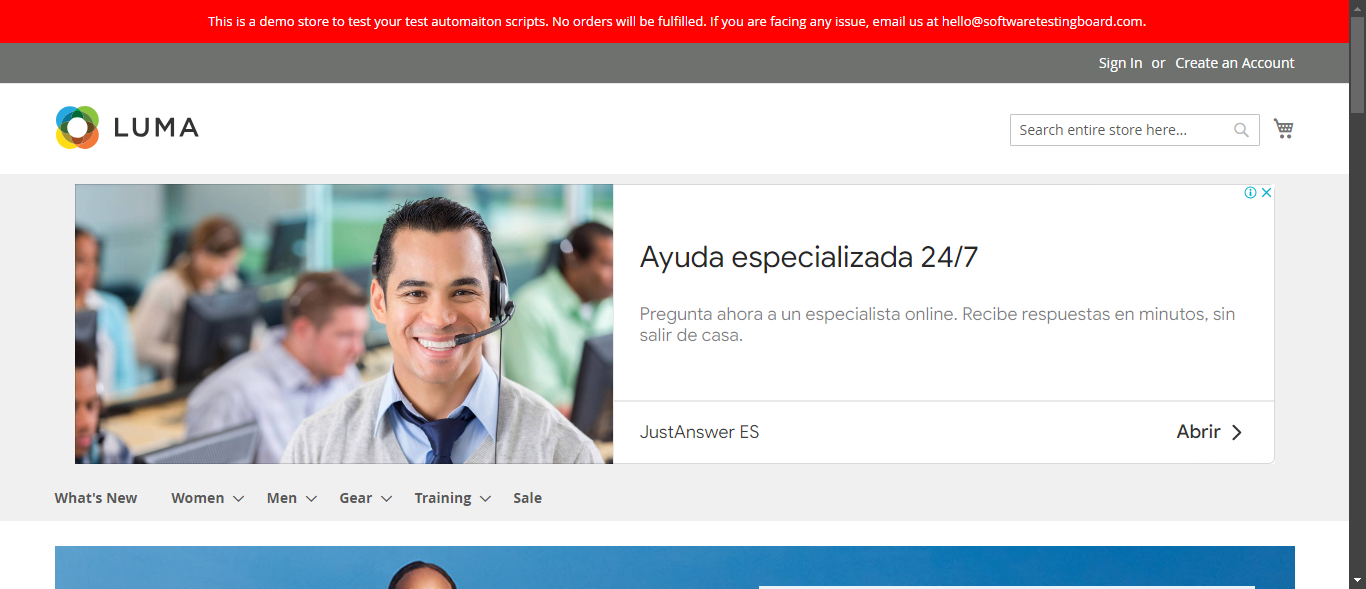 This is a demo store to test your test automaiton scripts. No orders will be fulfilled. If you are facing any issue, email us at hello@softwaretestingboard.com.
Sign In or Create an Account
LUMA
Search entire store here...
Ayuda especializada 24/7
Pregunta ahora a un especialista online. Recibe respuestas en minutos, sin
salir de casa.
JustAnswer ES
Abrir
What's New Women Men Gear Training Sale